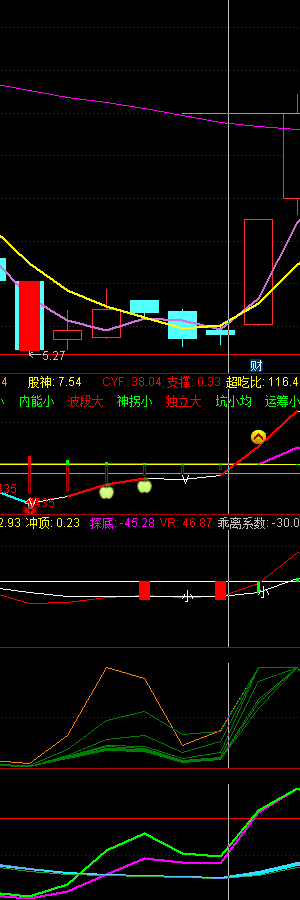 5.27
财
4 股神: 7.54 CYF: 38.04 支撑: 0.33 超吃比: 116.4
小 内能小 波段大 神拐小 独立大 坑小均 运筹小
V
435
435
V
2.93 冲顶: 0.23 探底: -45.28 VR: 46.87 乖离系数: -30.0
小 小